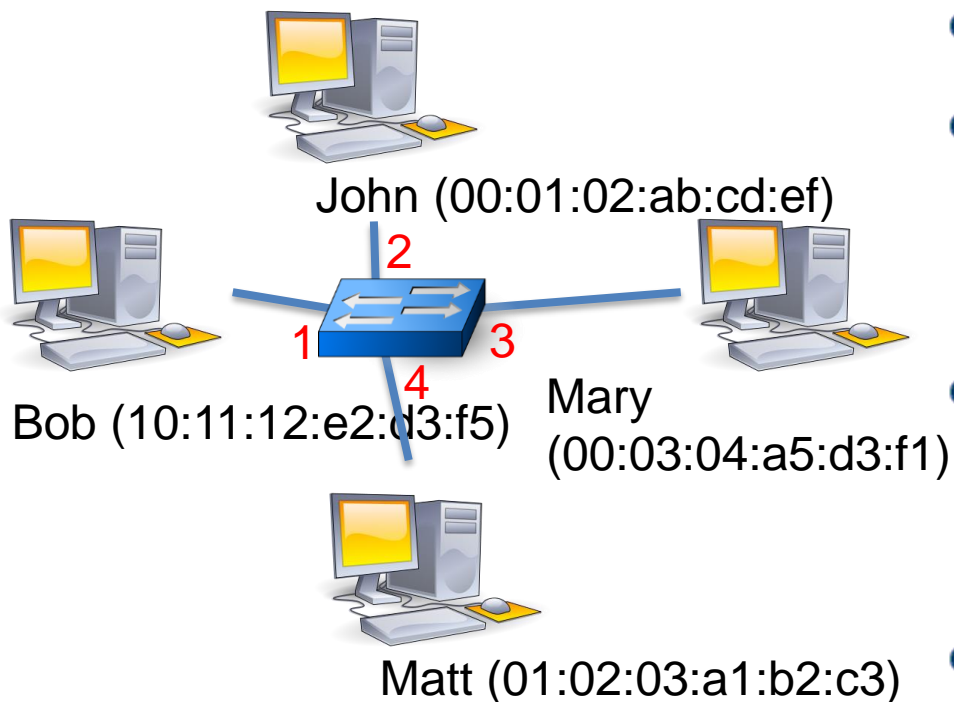 John (00:01:02:ab:cd:ef)
2
1
3
4
Bob (10:11:12:e2:d3:f5)
Mary
(00:03:04:a5:d3:f1)
Matt (01:02:03:a1:b2:c3)